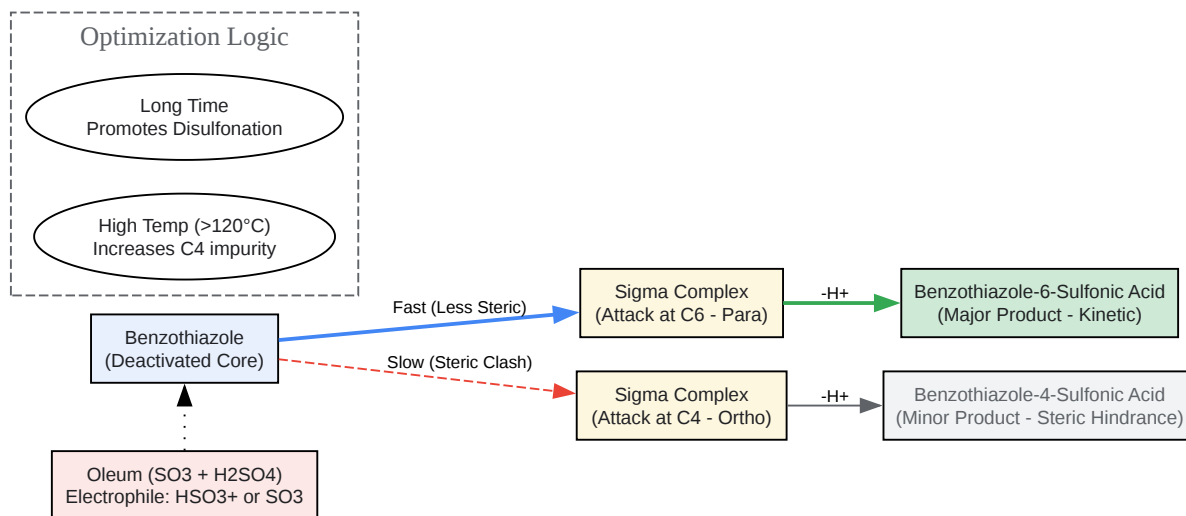 Optimization Logic
Long Time
Promotes Disulfonation
High Temp (>120°C)
Increases C4 impurity
Benzothiazole
(Deactivated Core)
Oleum (SO3 + H2SO4)
Electrophile: HSO3+ or SO3
Fast (Less Steric)
Slow (Steric Clash)
Sigma Complex
(Attack at C6 - Para)
-H+
Benzothiazole-6-Sulfonic Acid
(Major Product - Kinetic)
Sigma Complex
(Attack at C4 - Ortho)
-H+
Benzothiazole-4-Sulfonic Acid
(Minor Product - Steric Hindrance)